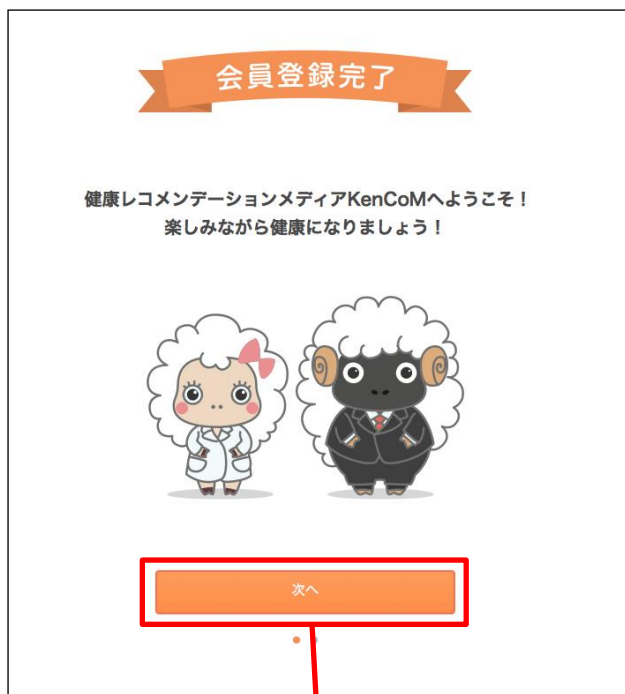 会員登録完了
健康レコメンデーションメディアKenCoMへようこそ！
楽しみながら健康になりましょう！
次へ